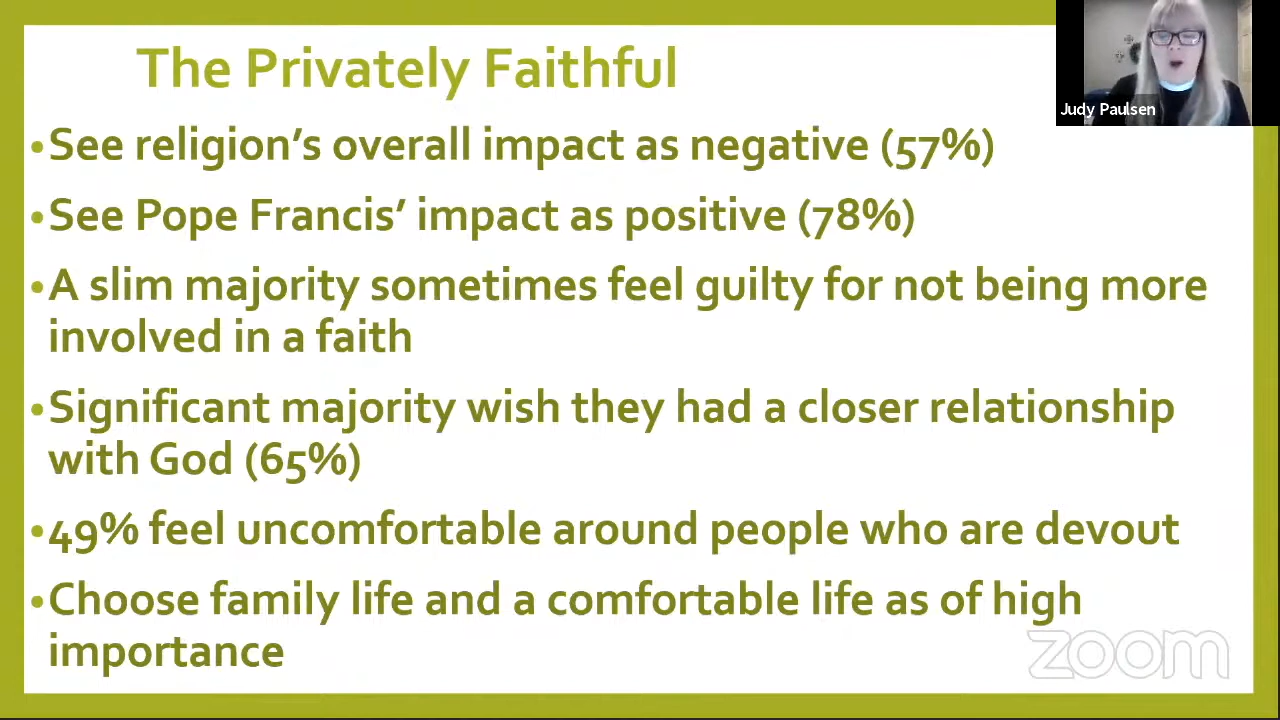 The Privately Faithful
Judy Paulsen
•See religion's overall impact as negative (57%)
•See Pope Francis' impact as positive (78%)
•A slim majority sometimes feel guilty for not being more
involved in a faith
•Significant majority wish they had a closer relationship
with God (65%)
•49% feel uncomfortable around people who are devout
•Choose family life and a comfortable life as of high
importance
zoom